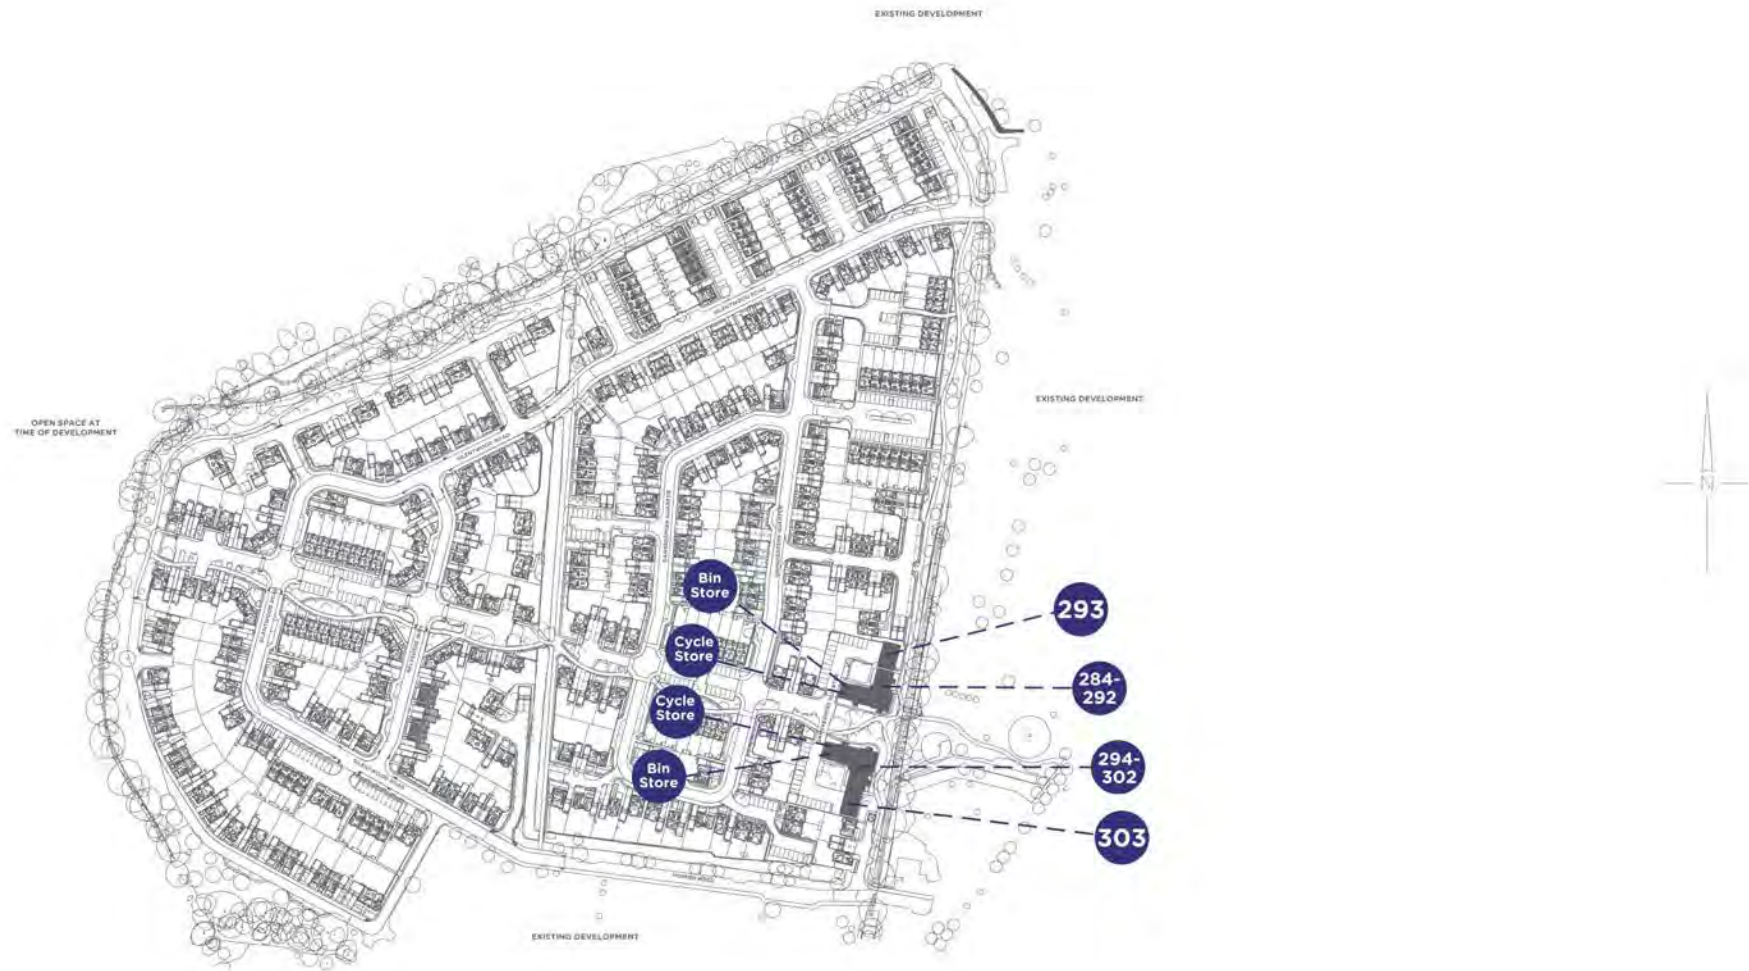 EXISTING DEVELOPMENT
EXISTING DEVELOPMENT
OPEN SPACE AT
TIME OF DEVELOPMENT
N
Bin
Store
293
Cycle
Store
284-
292
Cycle
Store
294-
302
Bin
Store
303
EXISTING DEVELOPMENT